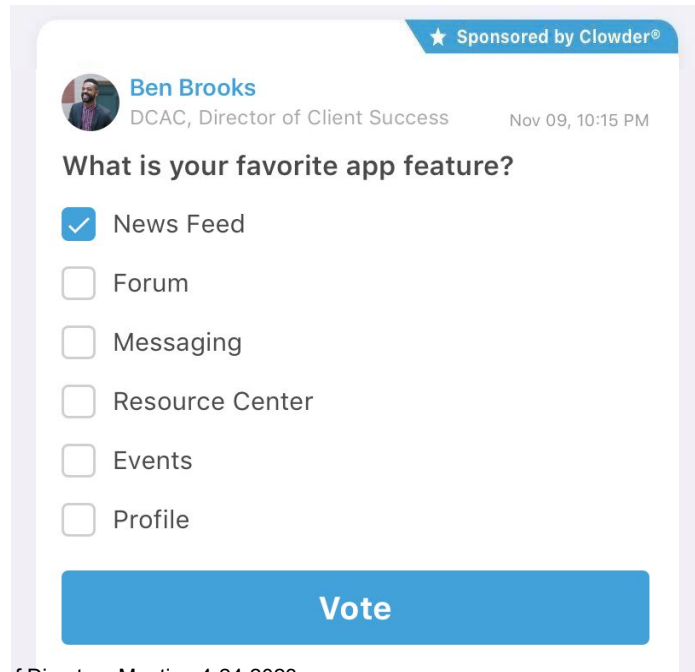 Sponsored by Clowder®
Ben Brooks
DCAC, Director of Client Success
Nov 09, 10:15 PM
What is your favorite app feature?
News Feed
Forum
Messaging
Resource Center
Events
Profile
Vote